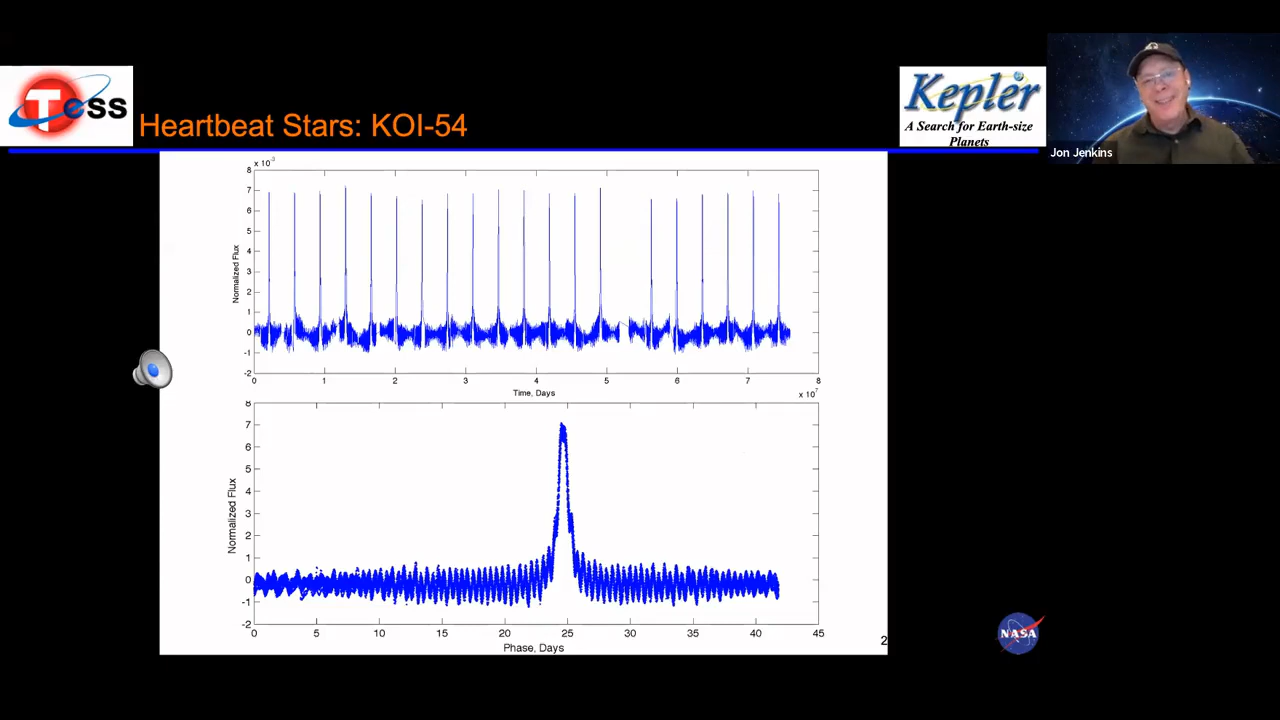 Tess
Heartbeat Stars: KOI-54
Kepler
A Search for Earth-size
Planets
Jon Jenkins
x 10⁻³
8
7
6
5
4
3
2
1
0
-1
-2
Normalized Flux
0 1 2 3 4 5 6 7 8
Time, Days
x 10⁷
8
7
6
5
4
3
2
1
0
-1
-2
Normalized Flux
0 5 10 15 20 25 30 35 40 45
Phase, Days
2
NASA